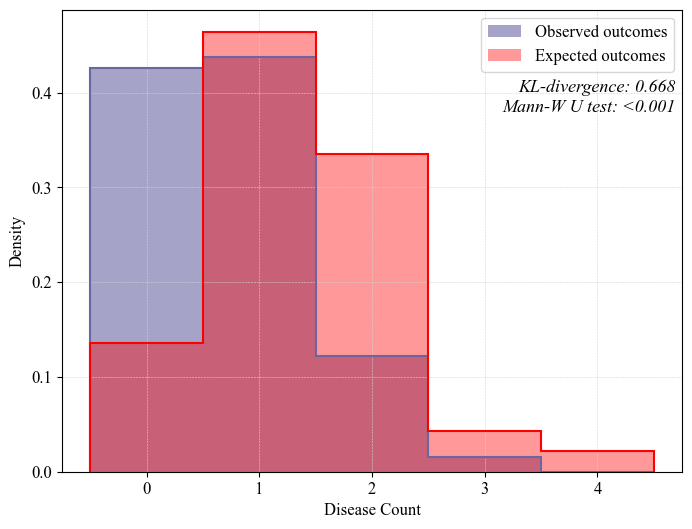 Observed outcomes
Expected outcomes
KL-divergence: 0.668
Mann-W U test: <0.001
Density
0.4
0.3
0.2
0.1
0.0
0 1 2 3 4
Disease Count